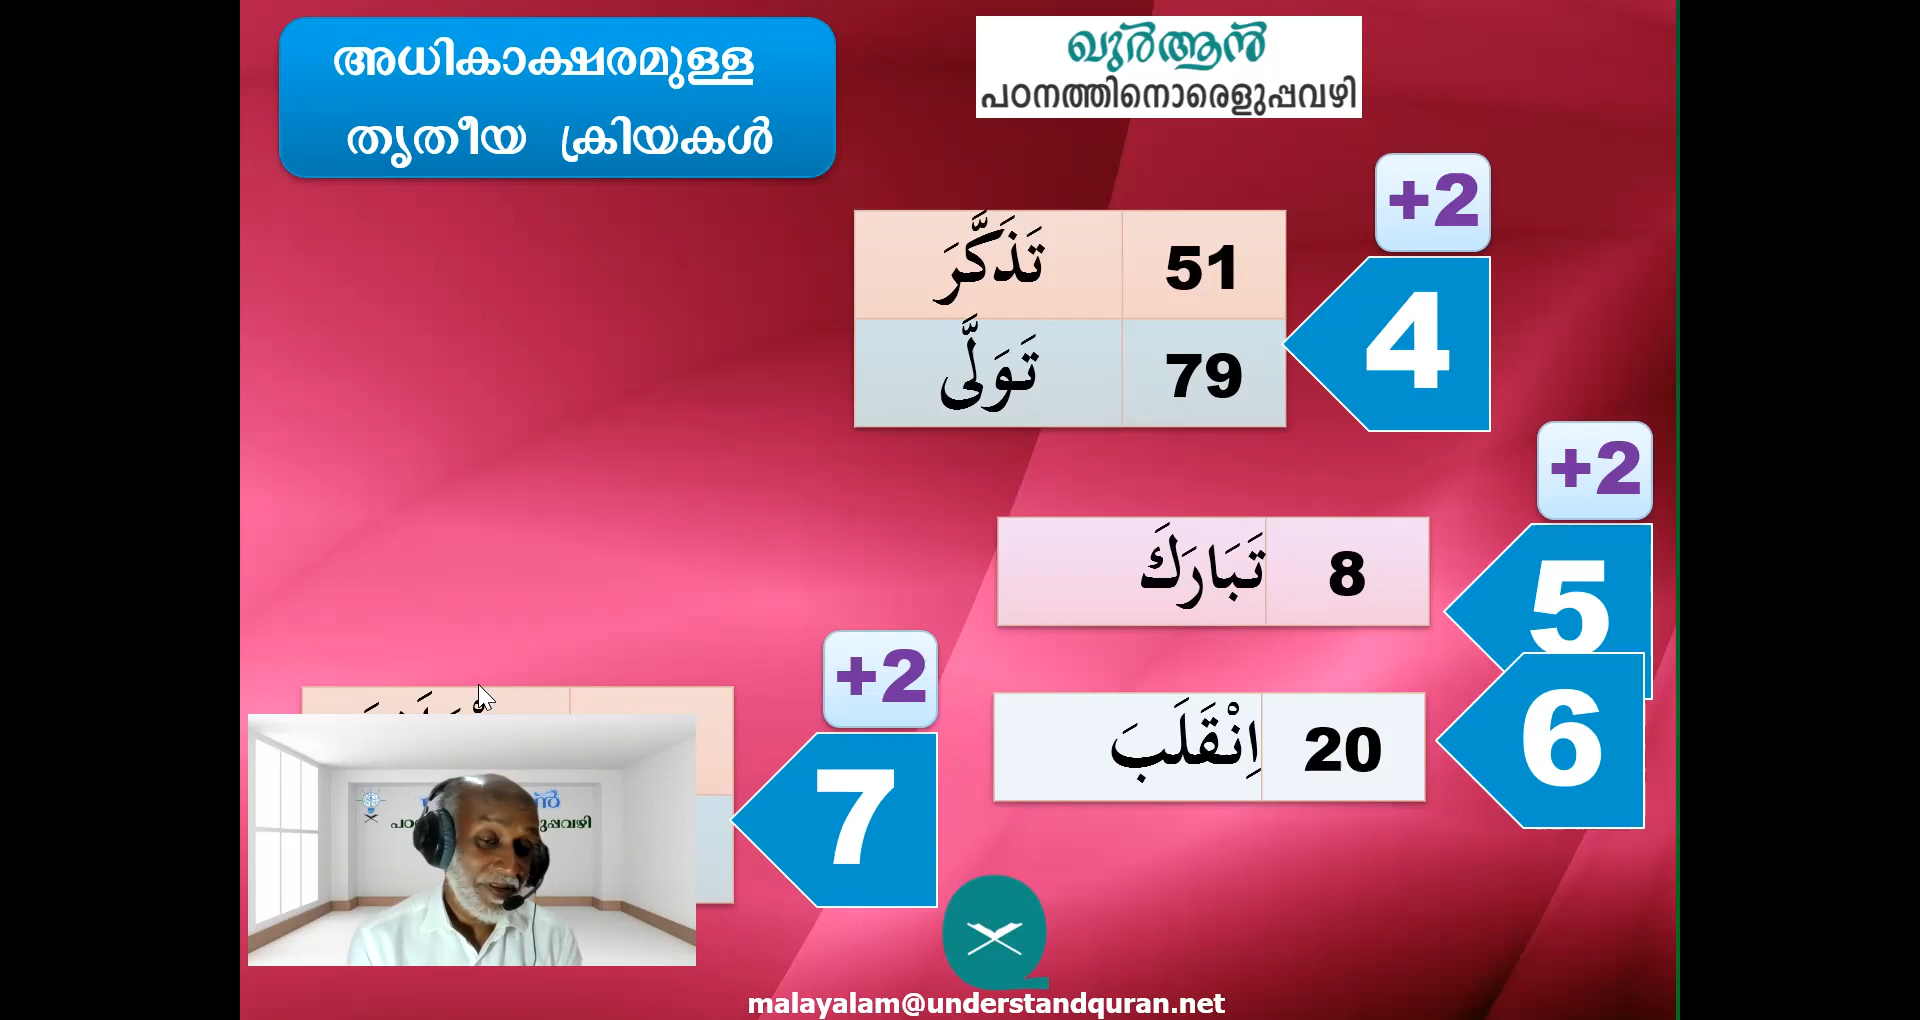 അധികാക്ഷരമുള്ള
തൃതീയ ക്രിയകൾ
ഖുർആൻ
പഠനത്തിനൊരെളുപ്പവഴി
+2
تَذَكَّرَ 51
4
تَوَلَّى 79
+2
تَبَارَكَ 8
5
+2
6
اِنْقَلَبَ 20
7
malayalam@understandquran.net